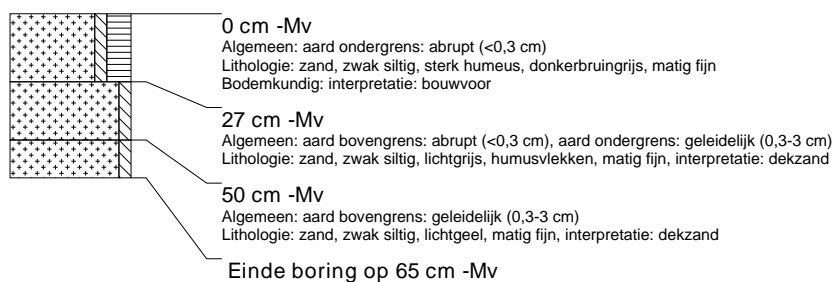 0 cm -Mv
Algemeen: aard ondergrens: abrupt (<0,3 cm)
Lithologie: zand, zwak siltig, sterk humeus, donkerbruingrijs, matig fijn
Bodemkundig: interpretatie: bouwvoor
27 cm -Mv
Algemeen: aard bovengrens: abrupt (<0,3 cm), aard ondergrens: geleidelijk (0,3-3 cm)
Lithologie: zand, zwak siltig, lichtgrijs, humusvlekken, matig fijn, interpretatie: dekzand
50 cm -Mv
Algemeen: aard bovengrens: geleidelijk (0,3-3 cm)
Lithologie: zand, zwak siltig, lichtgeel, matig fijn, interpretatie: dekzand
Einde boring op 65 cm -Mv